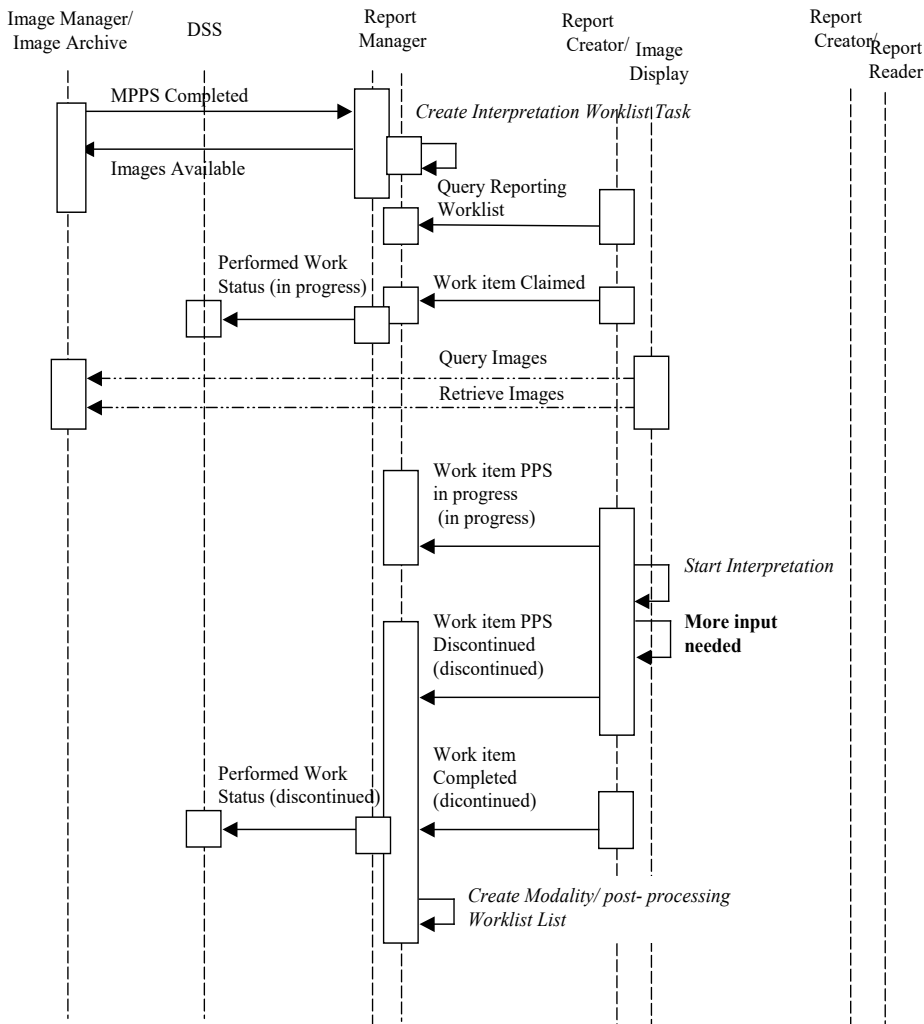 Image Manager/
Image Archive
DSS
Report
Manager
Report
Creator/
Image
Display
Report
Creator/
Report
Reader
MPPS Completed
Create Interpretation Worklist Task
Images Available
Query Reporting
Worklist
Performed Work
Status (in progress)
Work item Claimed
Query Images
Retrieve Images
Work item PPS
in progress
(in progress)
Start Interpretation
Work item PPS
Discontinued
(discontinued)
More input
needed
Performed Work
Status (discontinued)
Work item
Completed
(dicontinued)
Create Modality/ post- processing
Worklist List